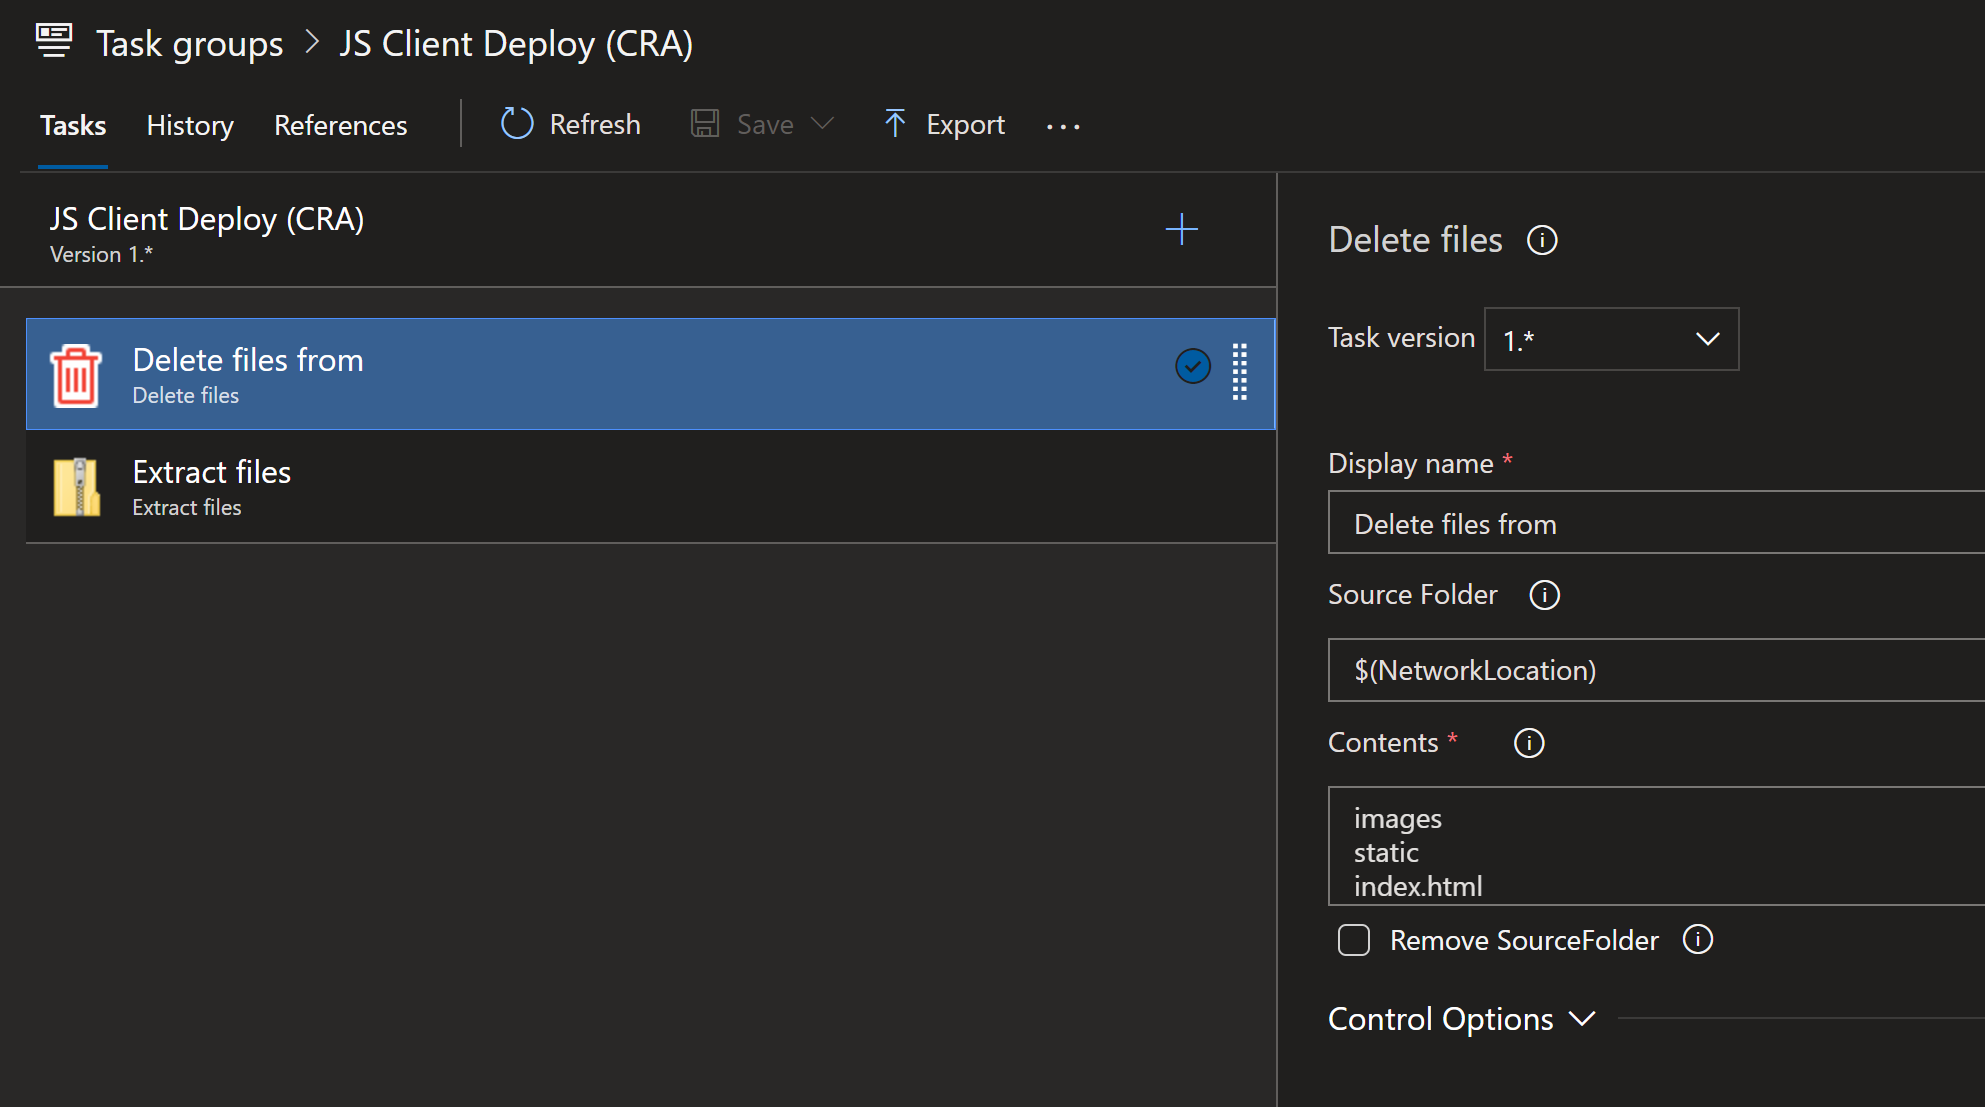 Task groups > JS Client Deploy (CRA)
Tasks History References Refresh Save Export ...
JS Client Deploy (CRA)
Version 1.*
Delete files from
Delete files
Extract files
Extract files
Delete files
Task version 1.*
Display name *
Delete files from
Source Folder
$(NetworkLocation)
Contents *
images
static
index.html
Remove SourceFolder
Control Options